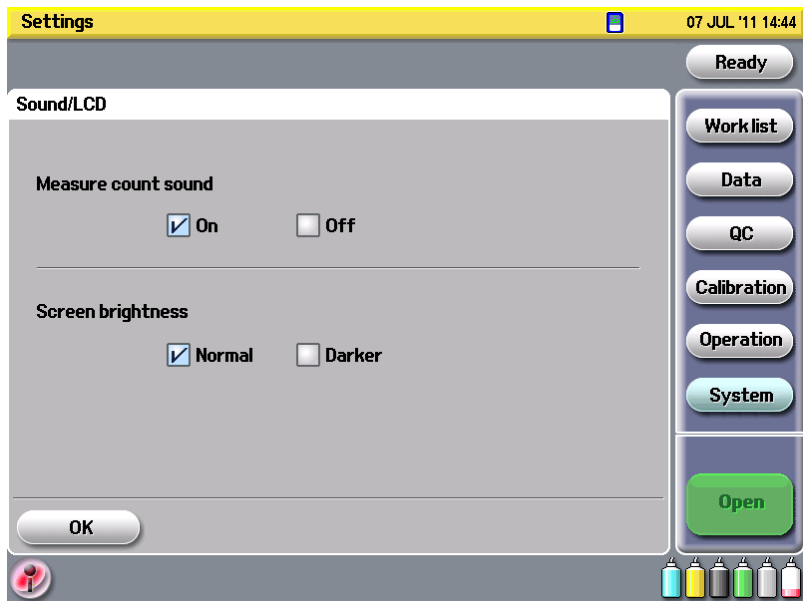 Settings
07 JUL '11 14:44
Ready
Sound/LCD
Measure count sound
On Off
Screen brightness
Normal Darker
OK
Work list
Data
QC
Calibration
Operation
System
Open